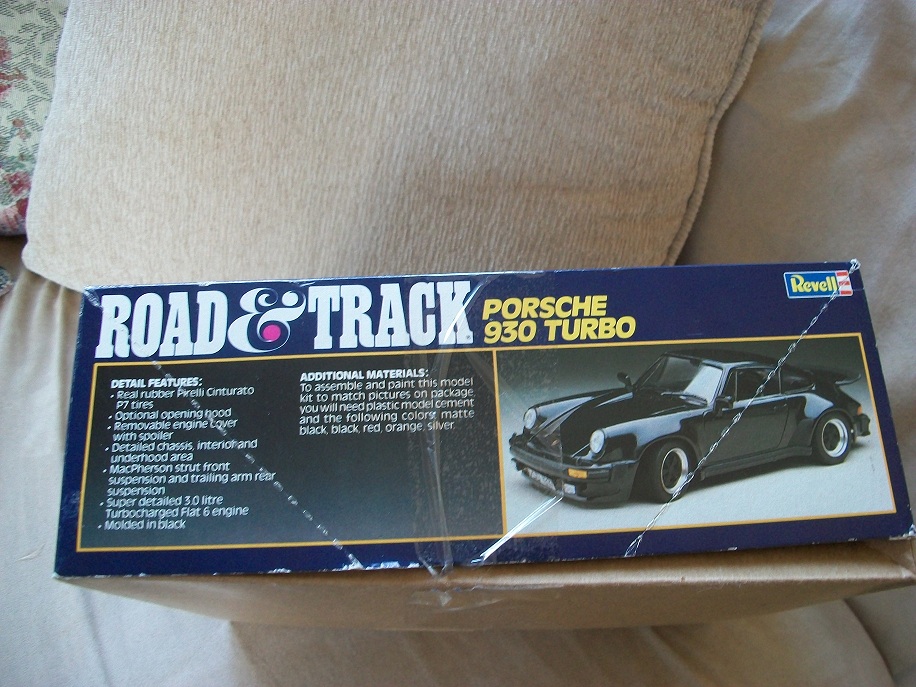 ROAD & TRACK
PORSCHE
930 TURBO
Revell
DETAIL FEATURES:
• Real rubber Pirelli Cinturato
P7 tires
• Optional opening hood
• Removable engine cover
with spoiler
• Detailed chassis, interior and
underhood area
• MacPherson strut front
suspension and trailing arm rear
suspension
• Super detailed 3.0 litre
Turbocharged Flat 6 engine
• Molded in black
ADDITIONAL MATERIALS:
To assemble and paint this model
kit to match pictures on package
you will need plastic model cement
and the following colors: matte
black, black, red, orange, silver.